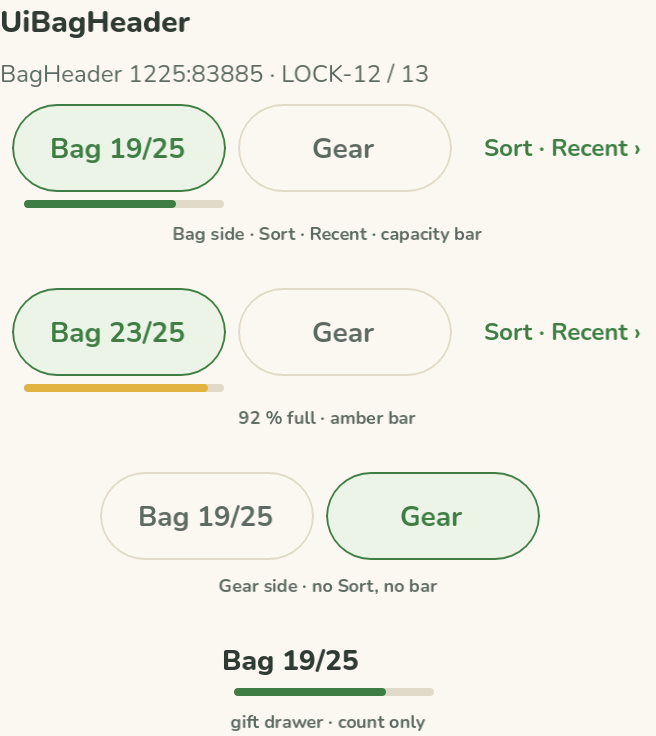 UiBagHeader
BagHeader 1225:83885 · LOCK-12 / 13
Bag 19/25 Gear Sort · Recent ›
Bag side · Sort · Recent · capacity bar
Bag 23/25 Gear Sort · Recent ›
92 % full · amber bar
Bag 19/25 Gear
Gear side · no Sort, no bar
Bag 19/25
gift drawer · count only